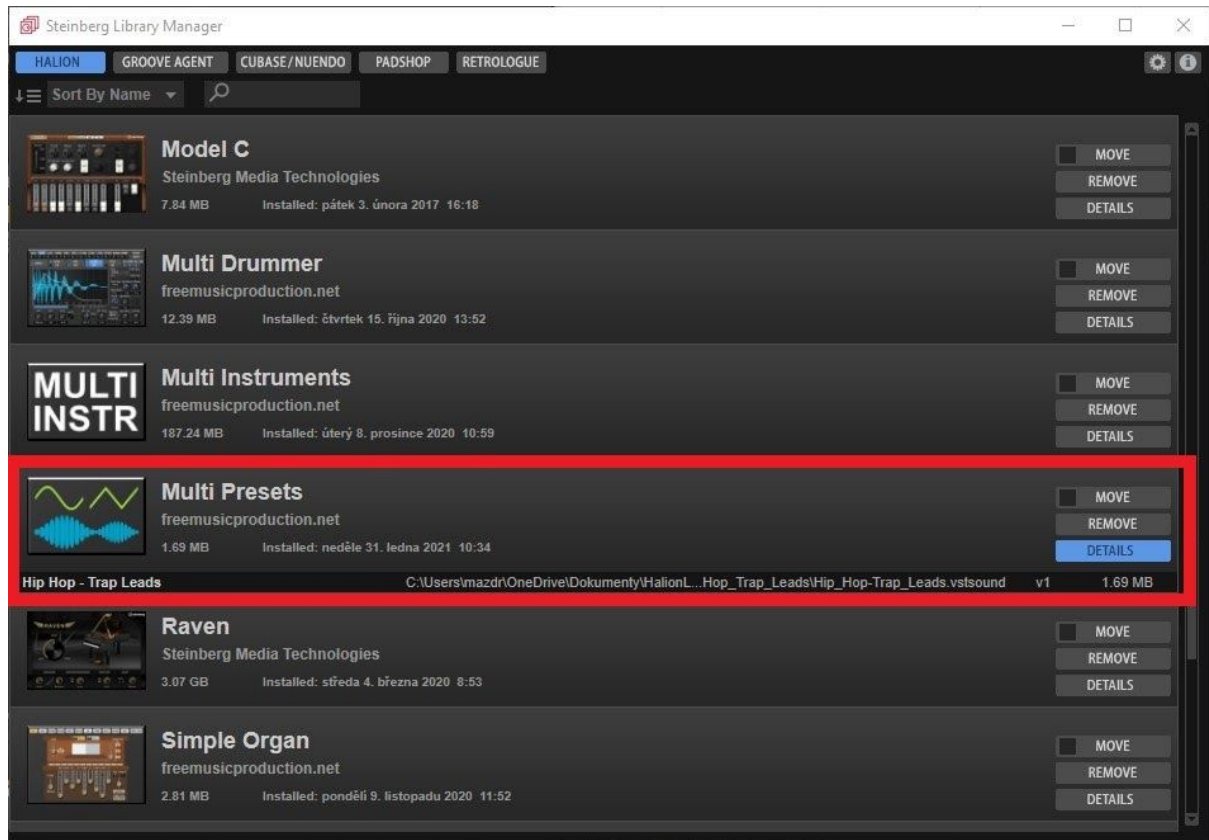 Steinberg Library Manager
HALION GROOVE AGENT CUBASE/NUENDO PADSHOP RETROLOGUE
Sort By Name
Model C
Steinberg Media Technologies
7.84 MB Installed: pátek 3. února 2017 16:18
MOVE
REMOVE
DETAILS
Multi Drummer
freemusicproduction.net
12.39 MB Installed: čtvrtek 15. října 2020 13:52
MOVE
REMOVE
DETAILS
MULTI
INSTR
Multi Instruments
freemusicproduction.net
187.24 MB Installed: úterý 8. prosince 2020 10:59
MOVE
REMOVE
DETAILS
Multi Presets
freemusicproduction.net
1.69 MB Installed: neděle 31. ledna 2021 10:34
MOVE
REMOVE
DETAILS
Hip Hop - Trap Leads C:\Users\mazdr\OneDrive\Dokumenty\HalionL...Hop_Trap_Leads\Hip_Hop-Trap_Leads.vstsound v1 1.69 MB
RAVEN
Raven
Steinberg Media Technologies
3.07 GB Installed: středa 4. března 2020 8:53
MOVE
REMOVE
DETAILS
Simple Organ
freemusicproduction.net
2.81 MB Installed: pondělí 9. listopadu 2020 11:52
MOVE
REMOVE
DETAILS